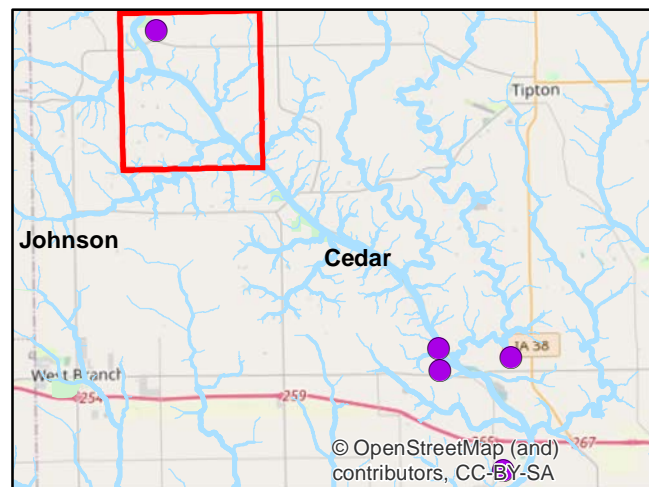 Tipton
Johnson
Cedar
IA 38
West Branch
254
259
265
267
© OpenStreetMap (and)
contributors, CC-BY-SA